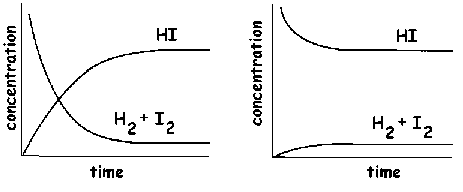 concentration
HI
H₂ + I₂
time
concentration
HI
H₂ + I₂
time